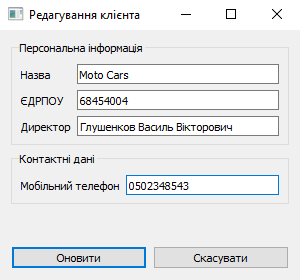 Редагування клієнта
Персональна інформація
Назва Moto Cars
ЄДРПОУ 68454004
Директор Глушенков Василь Вікторович
Контактні дані
Мобільний телефон 0502348543
Оновити Скасувати